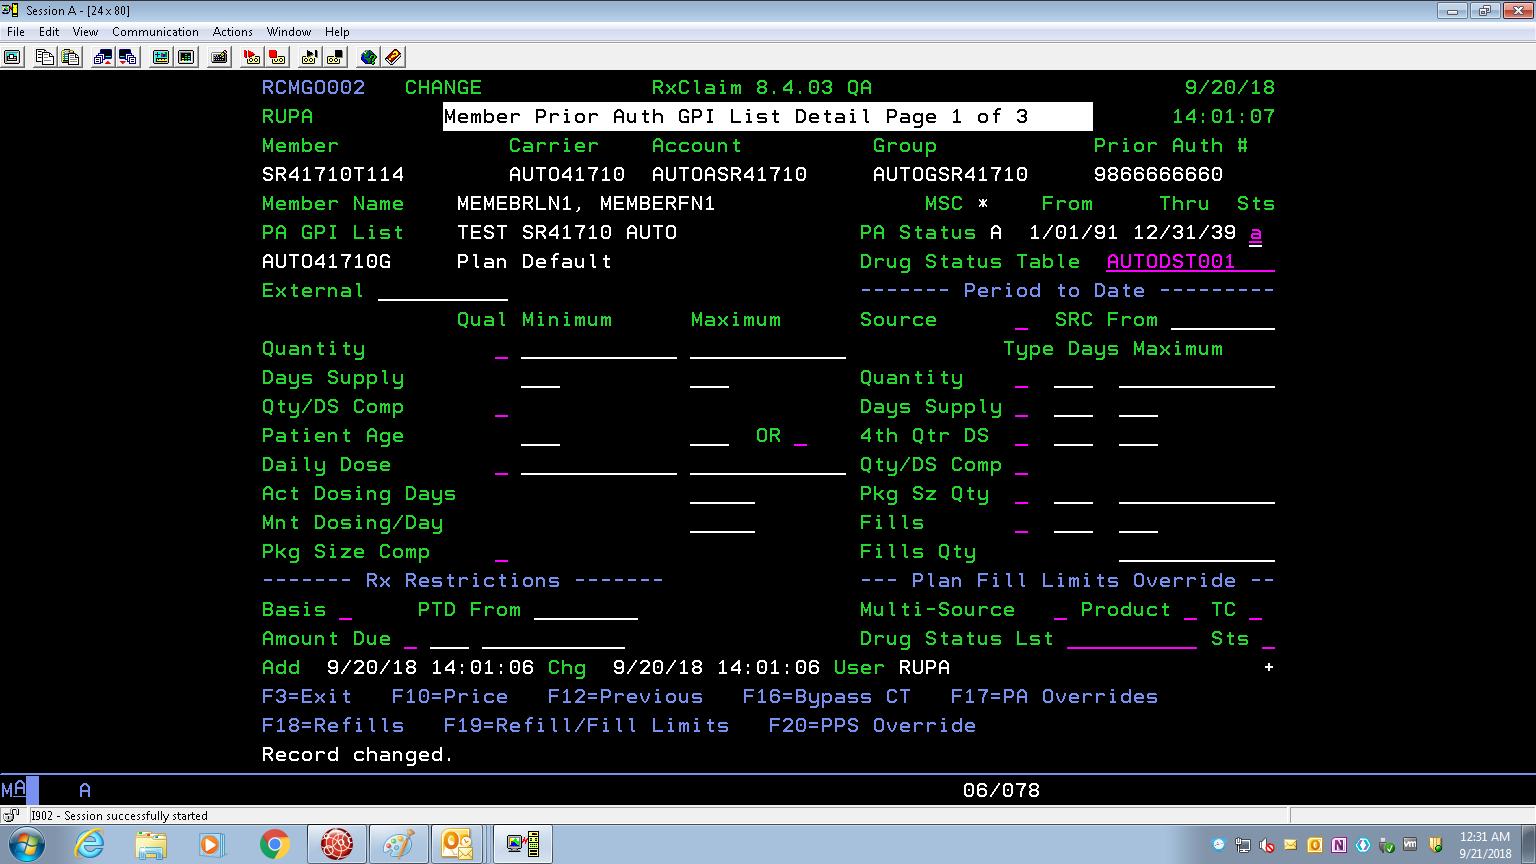 Session A - [24 x 80]
File Edit View Communication Actions Window Help
RCMGO002 CHANGE RxClaim 8.4.03 QA 9/20/18
RUPA Member Prior Auth GPI List Detail Page 1 of 3 14:01:07
Member Carrier Account Group Prior Auth #
SR41710T114 AUTO41710 AUTOASR41710 AUTOGSR41710 9866666660
Member Name MEMEBRLN1, MEMBERFN1 MSC * From Thru Sts
PA GPI List TEST SR41710 AUTO PA Status A 1/01/91 12/31/39 a
AUTO41710G Plan Default Drug Status Table AUTODST001
External ------- Period to Date ---------
Qual Minimum Maximum Source _ SRC From
Quantity _ Type Days Maximum
Days Supply Quantity _
Qty/DS Comp _ Days Supply _
Patient Age OR _ 4th Qtr DS _
Daily Dose _ Qty/DS Comp _
Act Dosing Days Pkg Sz Qty _
Mnt Dosing/Day Fills _
Pkg Size Comp _ Fills Qty
------- Rx Restrictions ------- --- Plan Fill Limits Override --
Basis _ PTD From Multi-Source _ Product _ TC _
Amount Due _ Drug Status Lst Sts _
Add 9/20/18 14:01:06 Chg 9/20/18 14:01:06 User RUPA +
F3=Exit F10=Price F12=Previous F16=Bypass CT F17=PA Overrides
F18=Refills F19=Refill/Fill Limits F20=PPS Override
Record changed.
MA A 06/078
I902 - Session successfully started
12:31 AM
9/21/2018